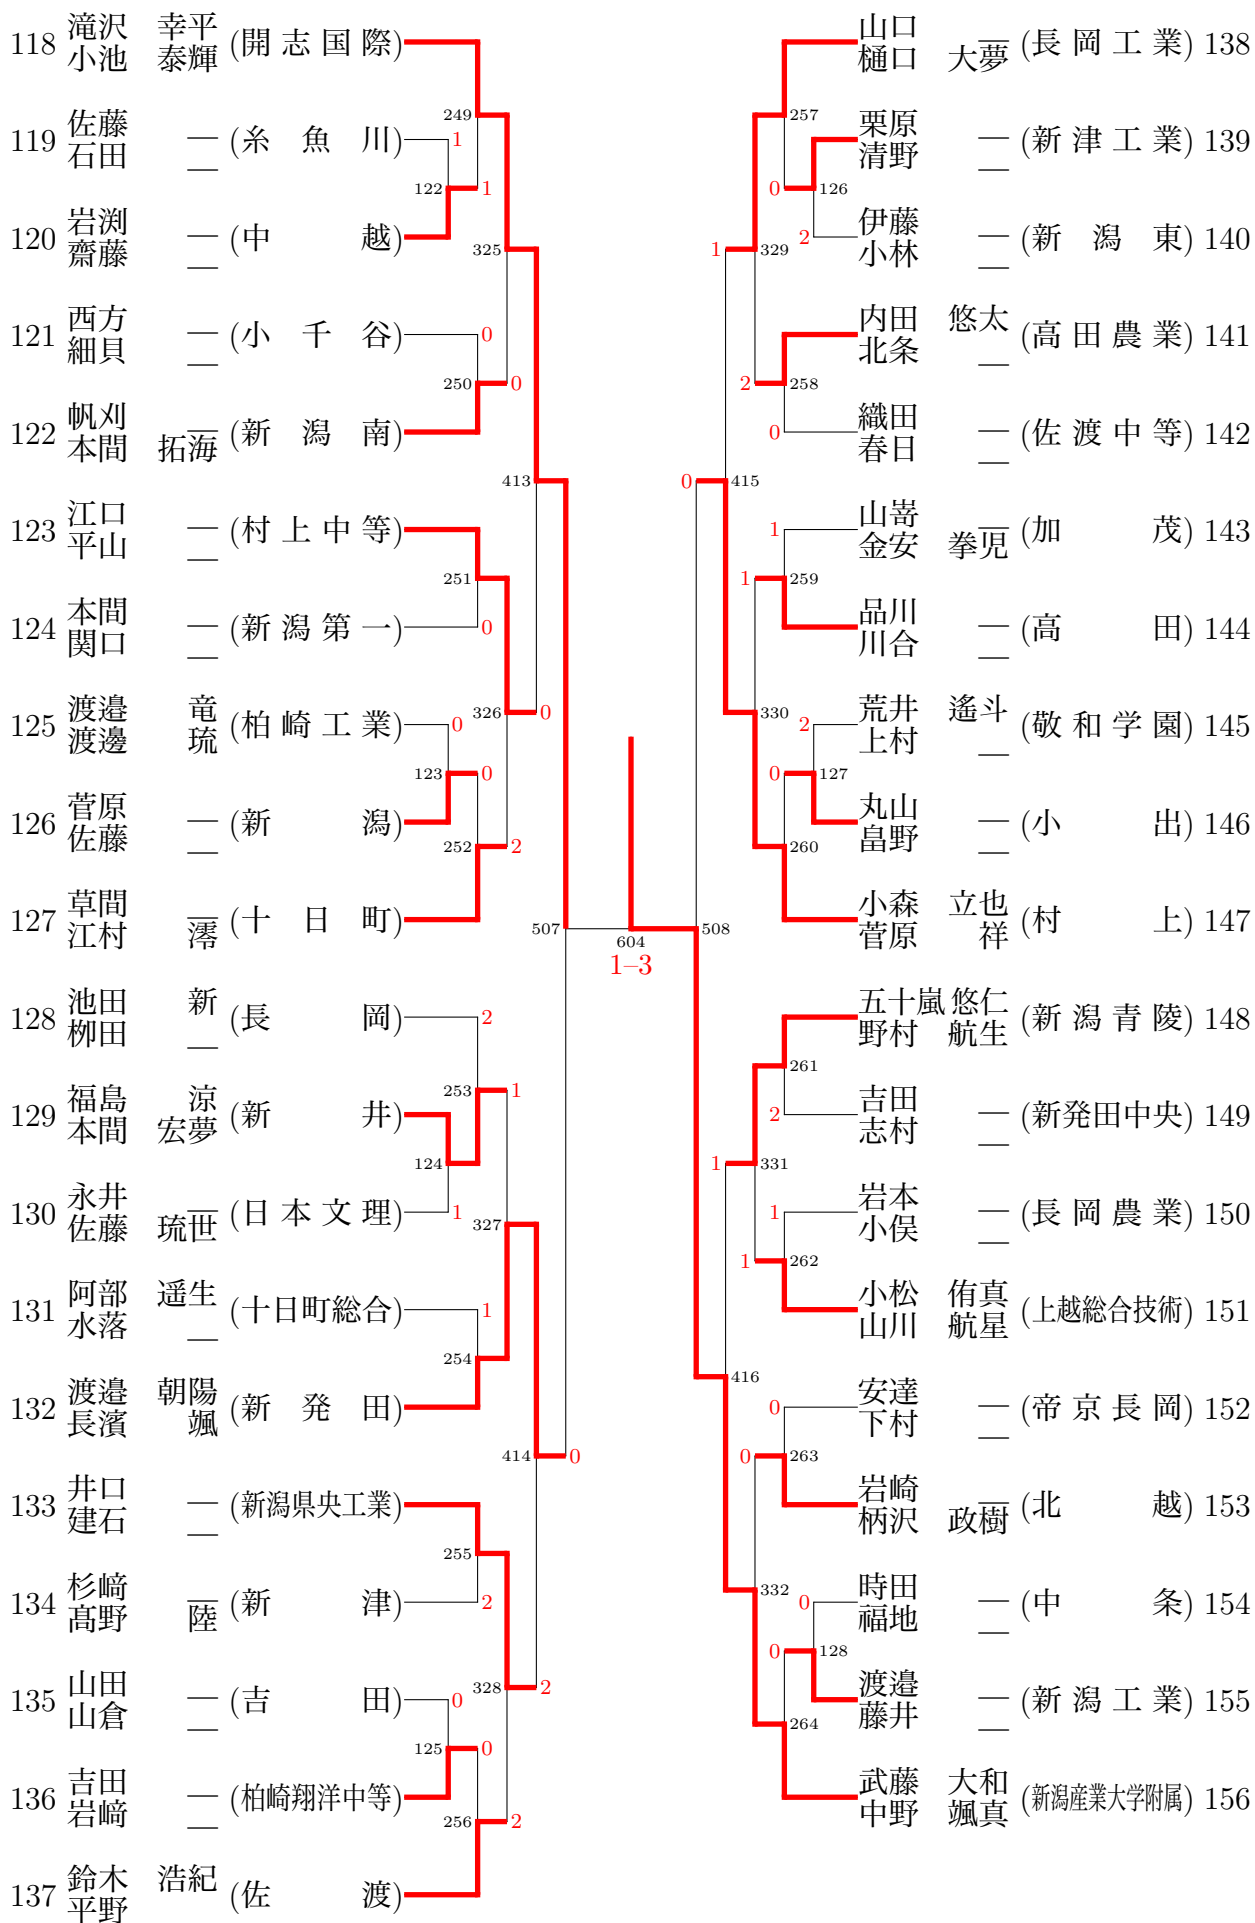 118 滝沢 幸平 小池 泰輝 (開志国際)
119 佐藤 — 石田 — (糸魚川)
120 岩渕 — 齋藤 — (中越)
121 西方 — 細貝 — (小千谷)
122 帆刈 — 本間 拓海 (新潟南)
123 江口 — 平山 — (村上中等)
124 本間 — 関口 — (新潟第一)
125 渡邉 竜 渡邊 琉 (柏崎工業)
126 菅原 — 佐藤 — (新潟)
127 草間 — 江村 澪 (十日町)
128 池田 新 栁田 — (長岡)
129 福島 涼 本間 宏夢 (新井)
130 永井 — 佐藤 琉世 (日本文理)
131 阿部 遥生 水落 — (十日町総合)
132 渡邉 朝陽 長濱 颯 (新発田)
133 井口 — 建石 — (新潟県央工業)
134 杉﨑 — 髙野 陸 (新津)
135 山田 — 山倉 — (吉田)
136 吉田 — 岩﨑 — (柏崎翔洋中等)
137 鈴木 浩紀 平野 (佐渡)
249
1
122
1
325
0
250
0
413
251
0
326
0
0
123
0
252
2
507
2
253
1
124
1
327
1
254
414
0
255
2
328
2
0
125
0
256
2
604
1–3
山口 — 樋口 大夢 (長岡工業) 138
栗原 — 清野 — (新津工業) 139
伊藤 — 小林 — (新潟東) 140
内田 悠太 北条 — (高田農業) 141
織田 — 春日 — (佐渡中等) 142
山嵜 — 金安 拳児 (加茂) 143
品川 — 川合 — (高田) 144
荒井 遙斗 上村 — (敬和学園) 145
丸山 — 畠野 — (小出) 146
小森 立也 菅原 祥 (村上) 147
五十嵐 悠仁 野村 航生 (新潟青陵) 148
吉田 — 志村 — (新発田中央) 149
岩本 — 小俣 — (長岡農業) 150
小松 侑真 山川 航星 (上越総合技術) 151
安達 — 下村 — (帝京長岡) 152
岩崎 — 柄沢 政樹 (北越) 153
時田 — 福地 — (中条) 154
渡邉 — 藤井 — (新潟工業) 155
武藤 大和 中野 颯真 (新潟産業大学附属) 156
257
0
126
2
1
329
2
258
0
0
415
1
1
259
330
2
0
127
260
508
261
2
1
331
1
1
262
416
0
0
263
332
0
0
128
264